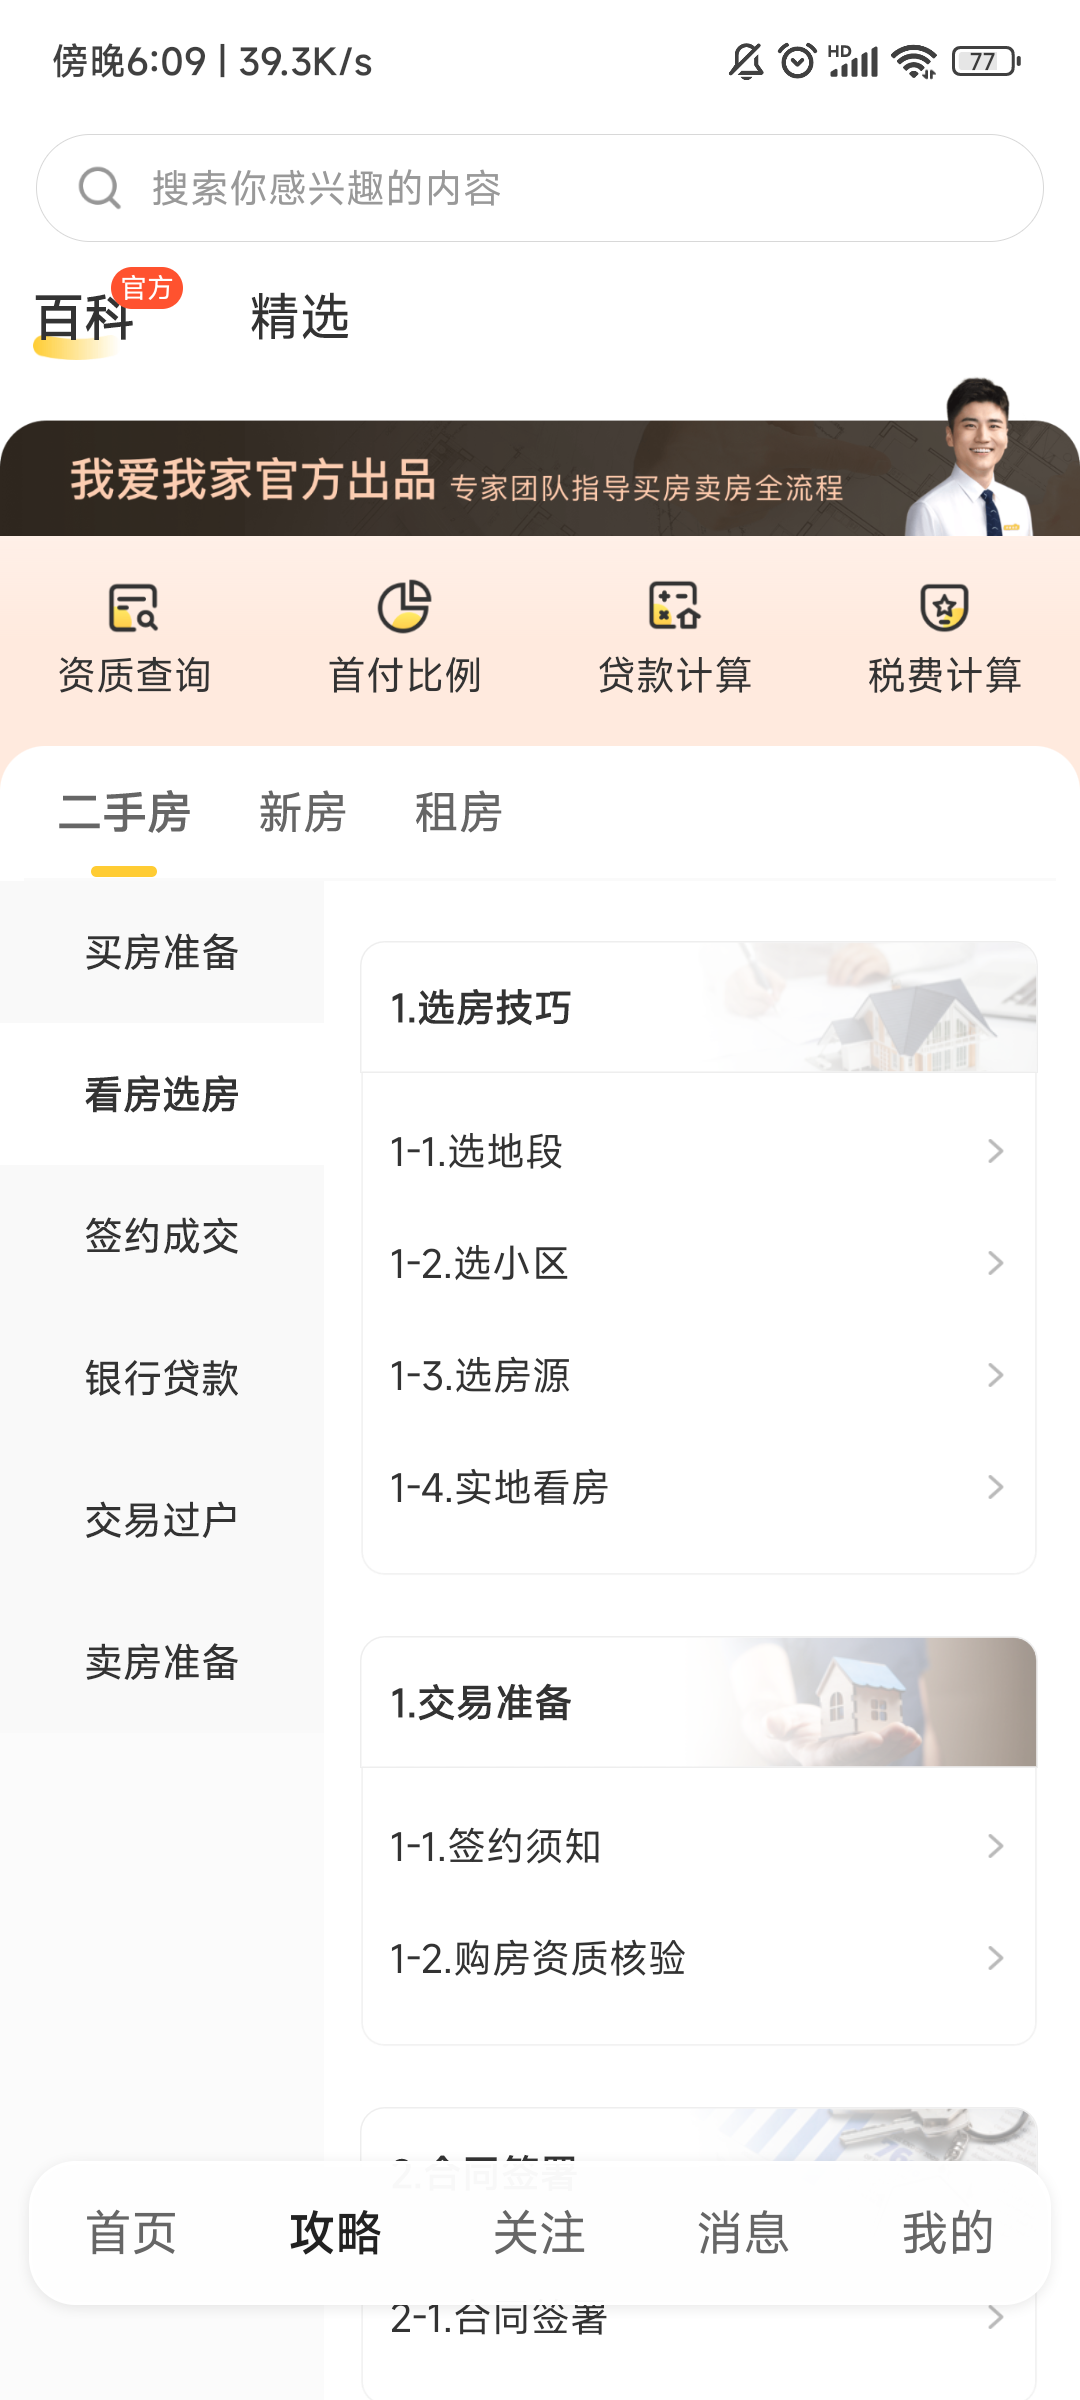 傍晚6:09 | 39.3K/s
HD
77
搜索你感兴趣的内容
百科
官方
精选
我爱我家官方出品 专家团队指导买房卖房全流程
资质查询
首付比例
贷款计算
税费计算
二手房
新房
租房
买房准备
看房选房
签约成交
银行贷款
交易过户
卖房准备
1.选房技巧
1-1.选地段
1-2.选小区
1-3.选房源
1-4.实地看房
1.交易准备
1-1.签约须知
1-2.购房资质核验
2.合同签署
2-1.合同签署
首页
攻略
关注
消息
我的